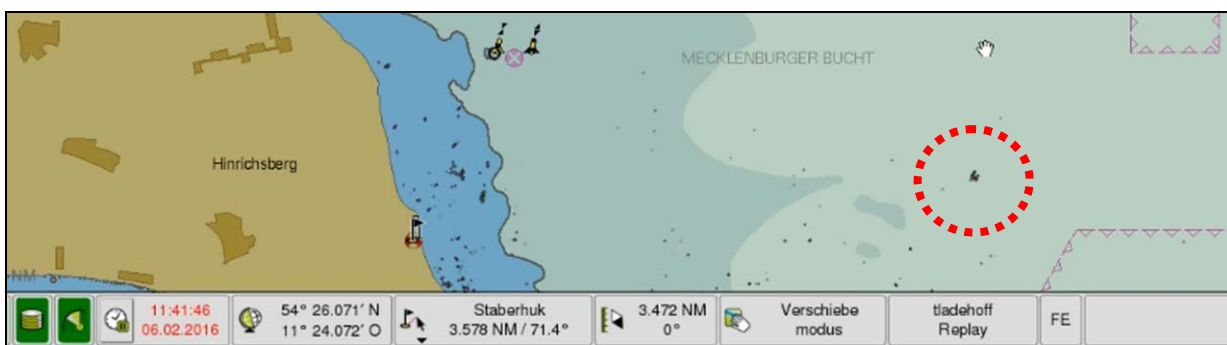 MECKLENBURGER BUCHT
Hinrichsberg
NM
11:41:46
06.02.2016
54° 26.071' N
11° 24.072' O
Staberhuk
3.578 NM / 71.4°
3.472 NM
0°
Verschiebe
modus
tladehoff
Replay
FE